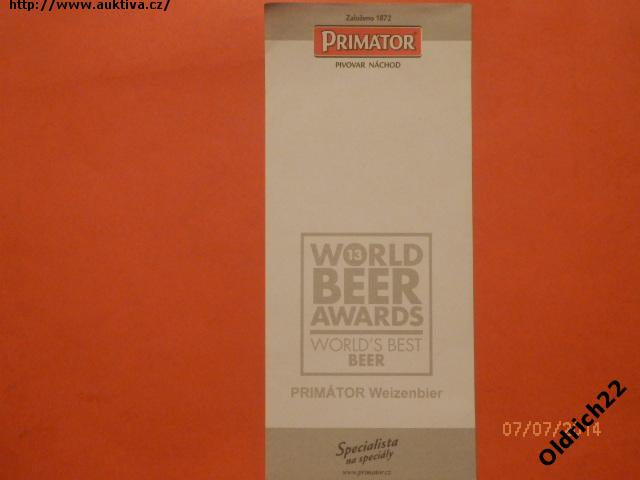 http://www.auktiva.cz/
Založeno 1872
PRIMÁTOR
PIVOVAR NÁCHOD
WORLD
13
BEER
AWARDS
WORLD'S BEST
BEER
PRIMÁTOR Weizenbier
Specialista
na speciály
www.primator.cz
07/07/2014
Oldrich22